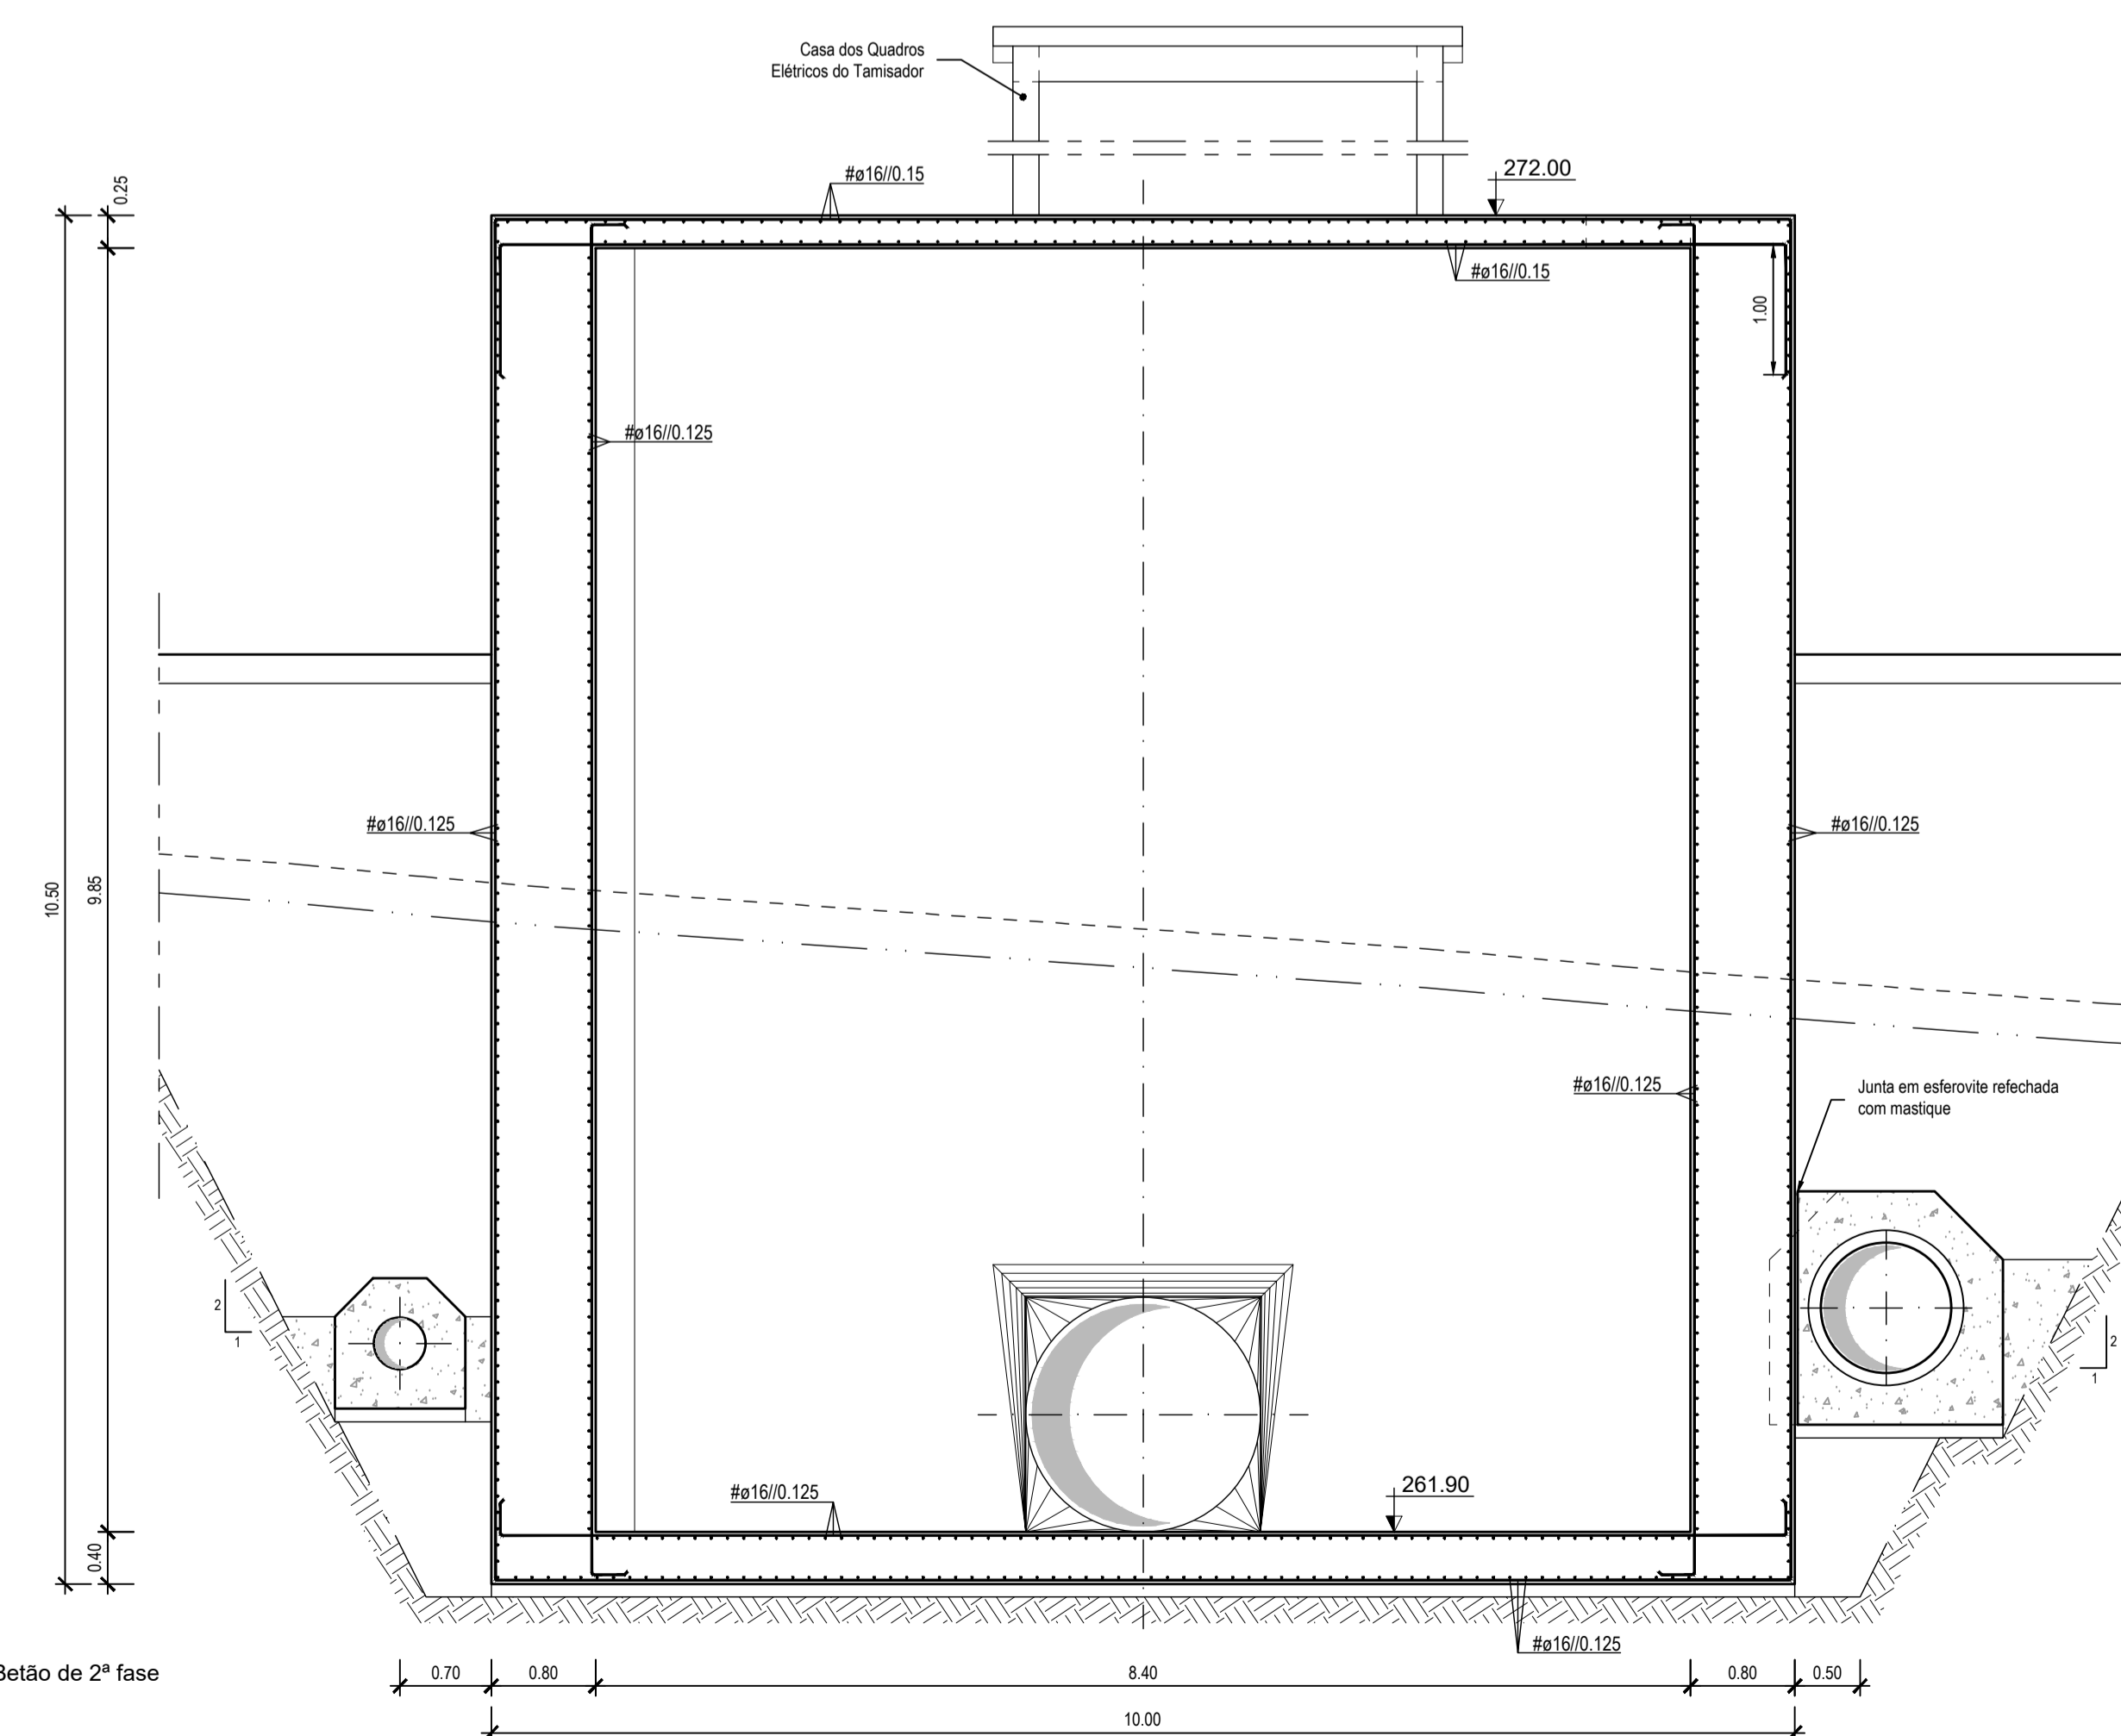 Casa dos Quadros
Elétricos do Tamisador
0.25
#ø16//0.15
272.00
#ø16//0.15
1.00
#ø16//0.125
#ø16//0.125
#ø16//0.125
10.50
9.85
#ø16//0.125
Junta em esferovite refechada
com mastique
2
1
2
1
#ø16//0.125
261.90
0.40
#ø16//0.125
Betão de 2ª fase
0.70
0.80
8.40
0.80
0.50
10.00